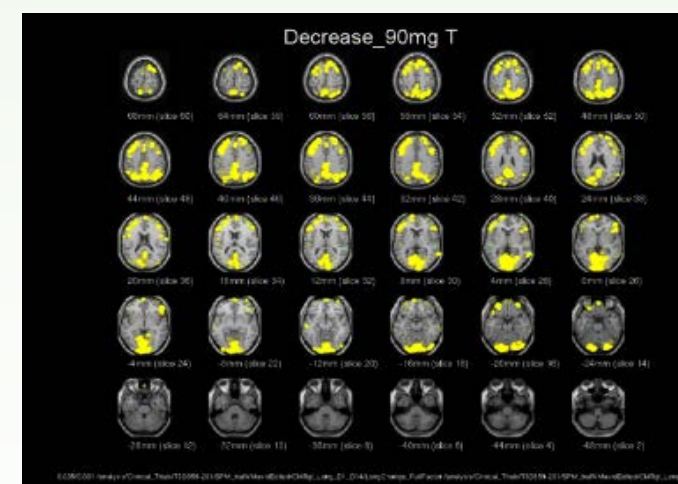 Decrease_90mg T
68mm (slice 60) 64mm (slice 58) 60mm (slice 56) 56mm (slice 54) 52mm (slice 52) 48mm (slice 50)
44mm (slice 48) 40mm (slice 46) 36mm (slice 44) 32mm (slice 42) 28mm (slice 40) 24mm (slice 38)
20mm (slice 36) 16mm (slice 34) 12mm (slice 32) 8mm (slice 30) 4mm (slice 28) 0mm (slice 26)
-4mm (slice 24) -8mm (slice 22) -12mm (slice 20) -16mm (slice 18) -20mm (slice 16) -24mm (slice 14)
-28mm (slice 12) -32mm (slice 10) -36mm (slice 8) -40mm (slice 6) -44mm (slice 4) -48mm (slice 2)